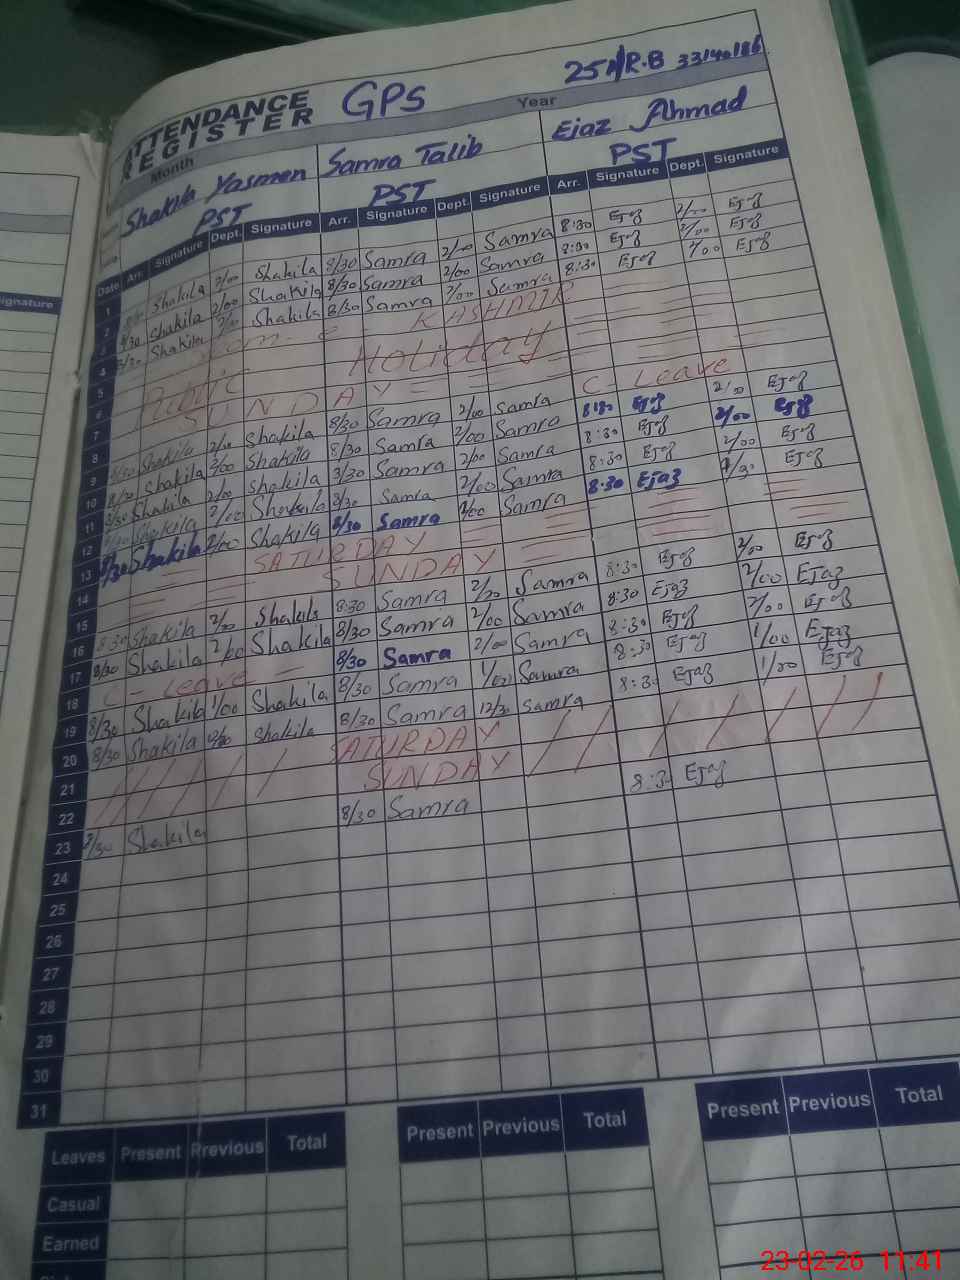 ATTENDANCE REGISTER GPS 251/R.B 33140186
Month Year
Shakila Yasmen Samra Talib Ejaz Ahmad
PST PST PST
Date Arr. Signature Dept. Signature Arr. Signature Dept. Signature Arr. Signature Dept. Signature
1 Shakila 2/00 Shakila 8/30 Samra 2/00 Samra 8:30 Ejaz 2/00 Ejaz
2 8/30 Shakila 2/00 Shakila 8/30 Samra 2/00 Samra 8:30 Ejaz 2/00 Ejaz
3 8/30 Shakila 2/00 Shakila 8/30 Samra 2/00 Samra 8:30 Ejaz 2/00 Ejaz
4 KASHMIR
5 Public Holiday
6 C - Leave
7 SUNDAY
8/30 Samra 2/00 Samra 8:30 Ejaz 2/00 Ejaz
8 8/30 Shakila 2/00 Shakila 8/30 Samra 2/00 Samra 8:30 Ejaz 2/00 Ejaz
9 8/30 Shakila 2/00 Shakila 8/30 Samra 2/00 Samra 8:30 Ejaz 2/00 Ejaz
10 8/30 Shakila 2/00 Shakila 8/30 Samra 2/00 Samra 8:30 Ejaz Ejaz
11 Shakila 2/00 Shakila 8/30 Samra 2/00 Samra
12 8/30 Shakila 2/00 Shakila
13 SATURDAY
14 SUNDAY
15 8:30 Shakila 2/00 Shakila 8:30 Samra 2/00 Samra 8:30 Ejaz 2/00 Ejaz
16 8/30 Shakila 2/00 Shakila 8/30 Samra 2/00 Samra 8:30 Ejaz 2/00 Ejaz
17 C - Leave 8/30 Samra 2/00 Samra 8:30 Ejaz 2/00 Ejaz
18 8/30 Shakila 1/00 Shakila 8/30 Samra 1/00 Samra 8:30 Ejaz 1/00 Ejaz
19 8/30 Shakila Shakila 8/30 Samra 12/30 Samra 8:30 Ejaz 1/00 Ejaz
20 SATURDAY
21 SUNDAY
22 8/30 Samra 8:30 Ejaz
23 8/30 Shakila
24
25
26
27
28
29
30
31
Leaves Present Previous Total Present Previous Total Present Previous Total
Casual
Earned
Signature
23-02-26 11:41